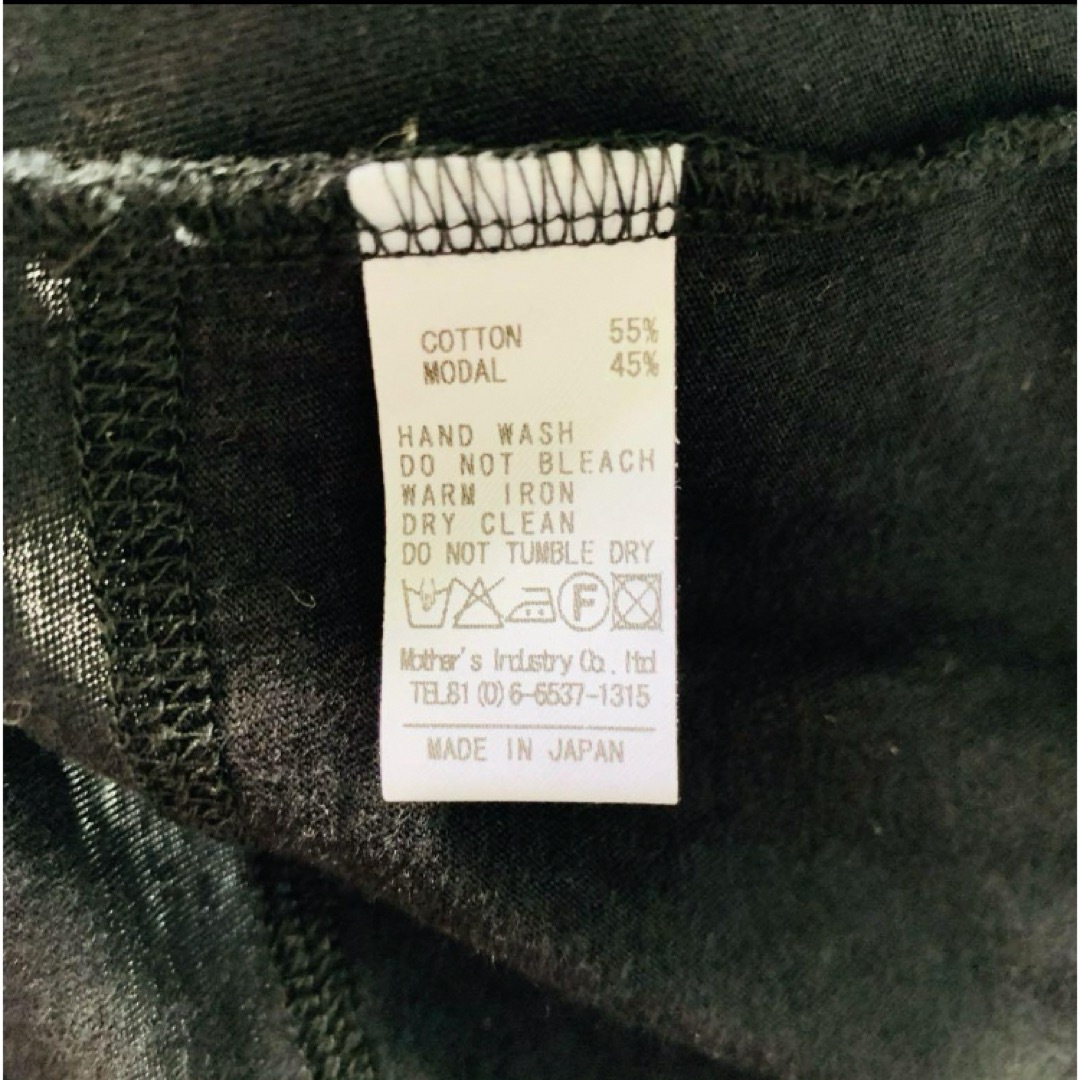 COTTON 55%
MODAL 45%
HAND WASH
DO NOT BLEACH
WARM IRON
DRY CLEAN
DO NOT TUMBLE DRY
F
Mother's Industry Co., ltd
TEL81(0)6-6537-1315
MADE IN JAPAN